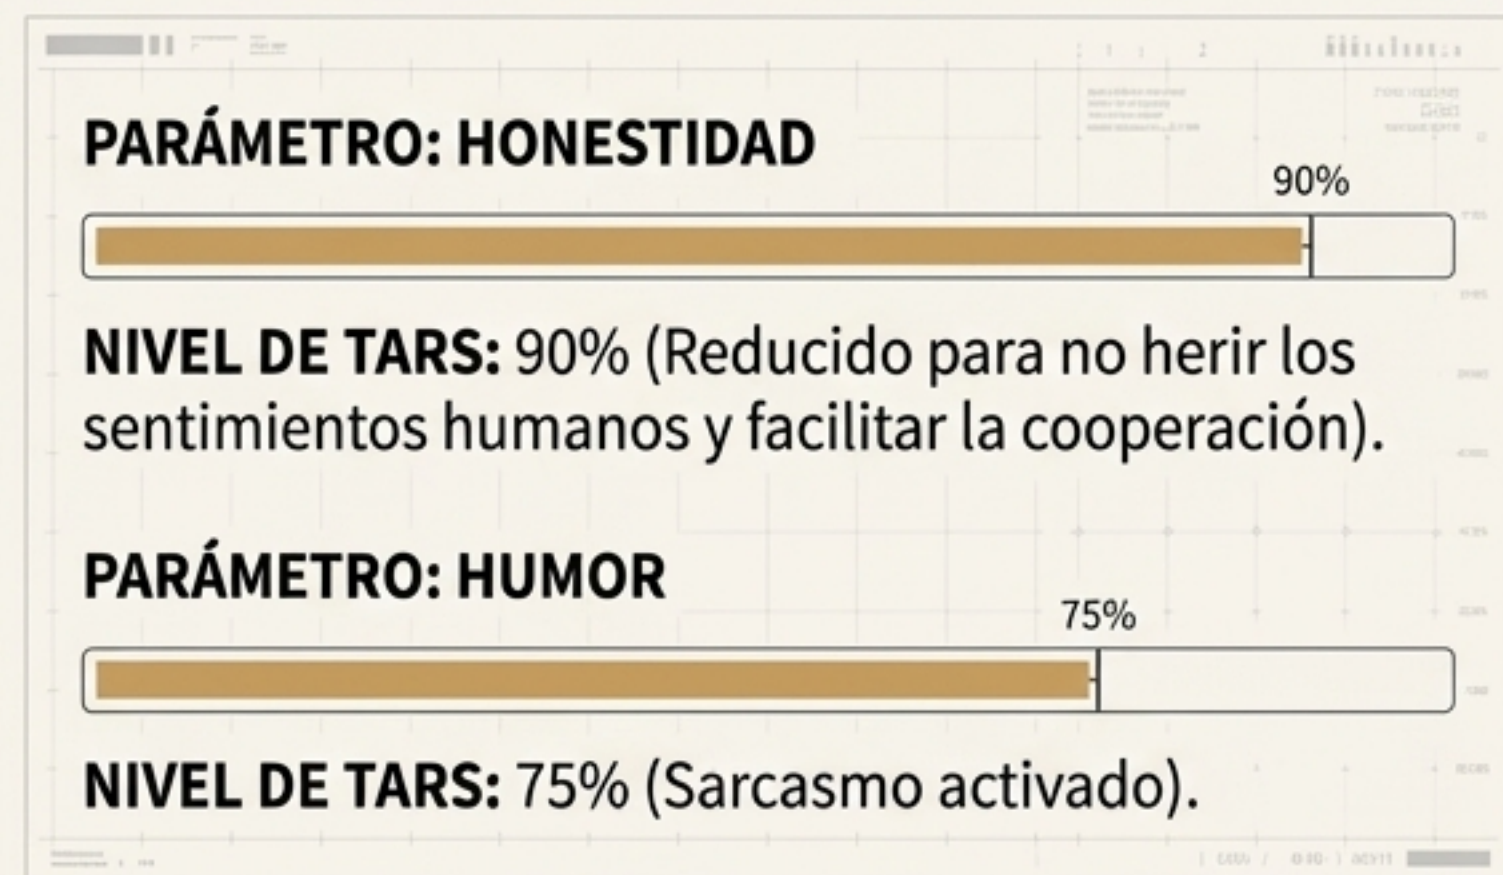 PARÁMETRO: HONESTIDAD
90%
NIVEL DE TARS: 90% (Reducido para no herir los
sentimientos humanos y facilitar la cooperación).
PARÁMETRO: HUMOR
75%
NIVEL DE TARS: 75% (Sarcasmo activado).